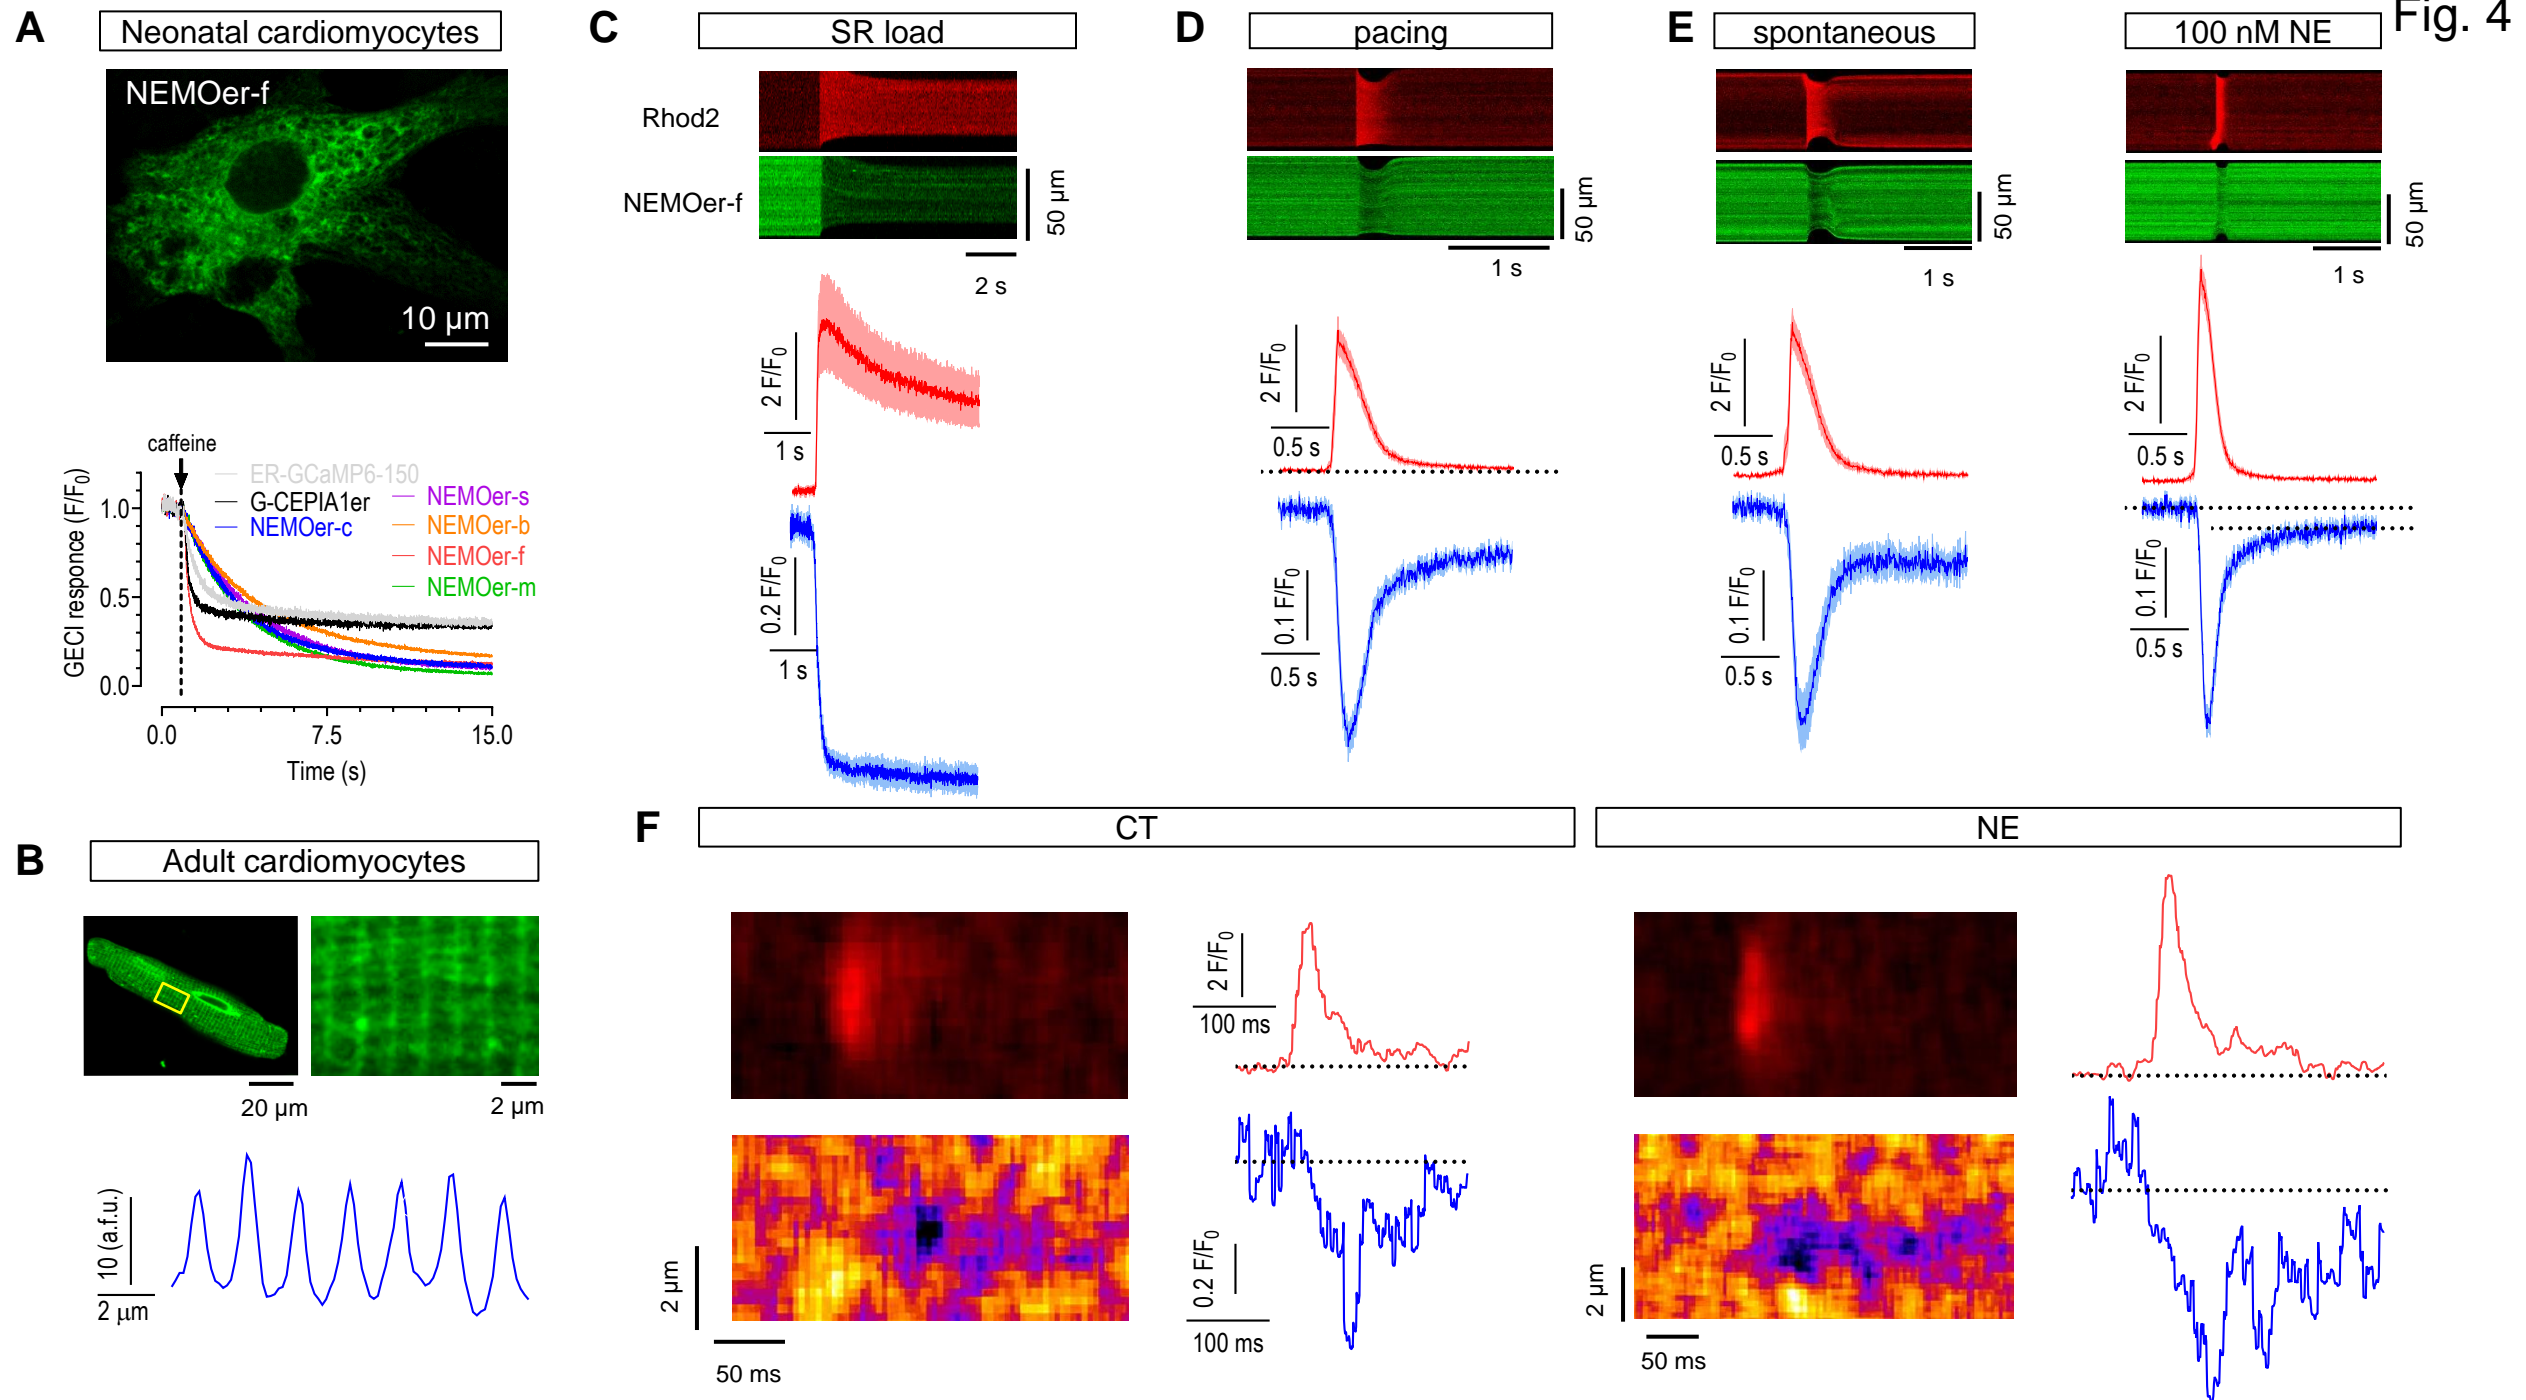 Fig. 4
A
Neonatal cardiomyocytes
NEMOer-f
10 µm
caffeine
ER-GCaMP6-150
G-CEPIA1er
NEMOer-c
NEMOer-s
NEMOer-b
NEMOer-f
NEMOer-m
GECI responce (F/F0)
1.0
0.5
0.0
0.0
7.5
15.0
Time (s)
B
Adult cardiomyocytes
20 µm
2 µm
10 (a.f.u.)
2 µm
C
SR load
Rhod2
NEMOer-f
50 µm
2 s
2 F/F0
1 s
0.2 F/F0
1 s
D
pacing
50 µm
1 s
2 F/F0
0.5 s
0.1 F/F0
0.5 s
E
spontaneous
50 µm
1 s
2 F/F0
0.5 s
0.1 F/F0
0.5 s
100 nM NE
50 µm
1 s
2 F/F0
0.5 s
0.1 F/F0
0.5 s
F
CT
2 µm
50 ms
2 F/F0
100 ms
0.2 F/F0
100 ms
NE
2 µm
50 ms